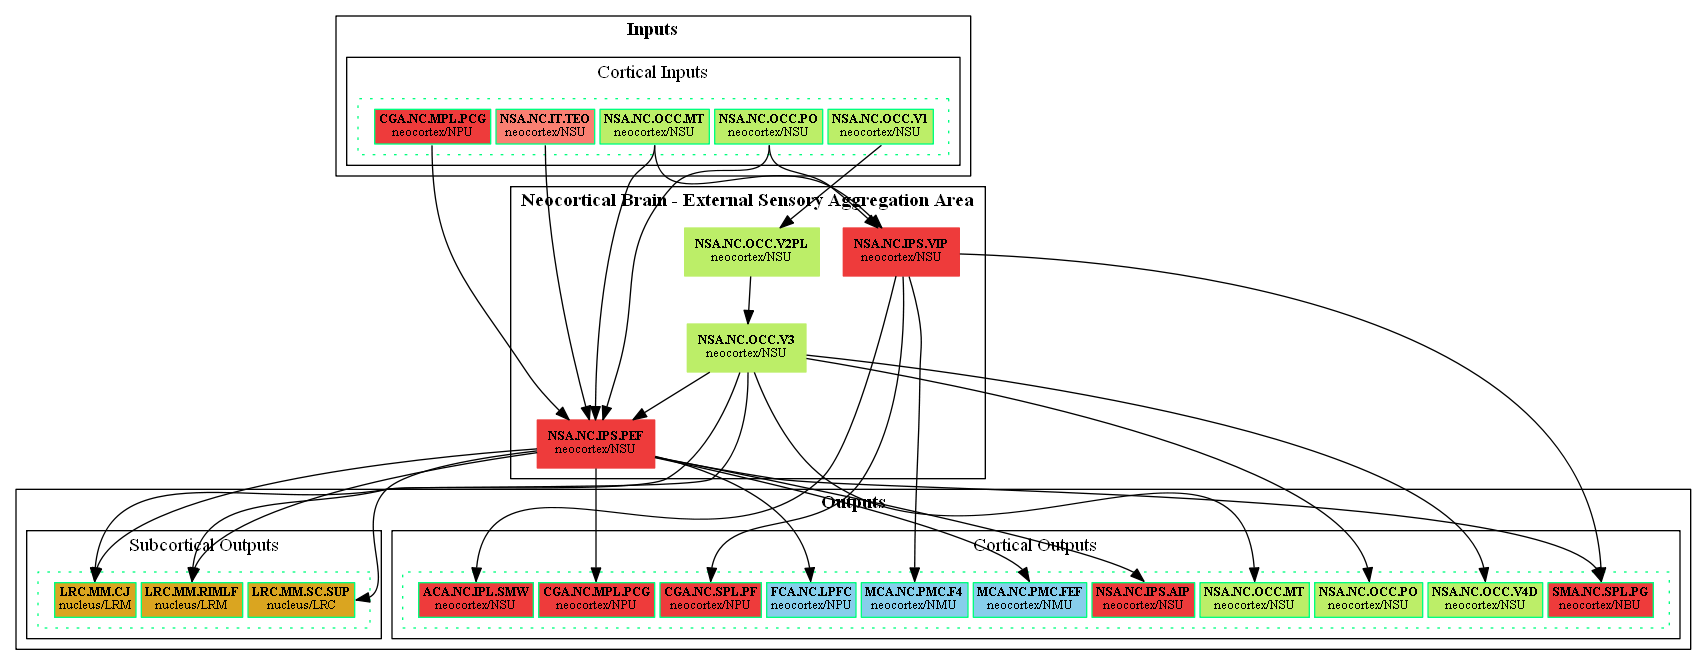 Inputs
Cortical Inputs
CGA.NC.MPL.PCG
neocortex/NPU
NSA.NC.IT.TEO
neocortex/NSU
NSA.NC.OCC.MT
neocortex/NSU
NSA.NC.OCC.PO
neocortex/NSU
NSA.NC.OCC.V1
neocortex/NSU
Neocortical Brain - External Sensory Aggregation Area
NSA.NC.OCC.V2PL
neocortex/NSU
NSA.NC.IPS.VIP
neocortex/NSU
NSA.NC.OCC.V3
neocortex/NSU
NSA.NC.IPS.PEF
neocortex/NSU
Outputs
Subcortical Outputs
LRC.MM.CJ
nucleus/LRM
LRC.MM.RIMLF
nucleus/LRM
LRC.MM.SC.SUP
nucleus/LRC
Cortical Outputs
ACA.NC.IPL.SMW
neocortex/NSU
CGA.NC.MPL.PCG
neocortex/NPU
CGA.NC.SPL.PF
neocortex/NPU
FCA.NC.LPFC
neocortex/NPU
MCA.NC.PMC.F4
neocortex/NMU
MCA.NC.PMC.FEF
neocortex/NMU
NSA.NC.IPS.AIP
neocortex/NSU
NSA.NC.OCC.MT
neocortex/NSU
NSA.NC.OCC.PO
neocortex/NSU
NSA.NC.OCC.V4D
neocortex/NSU
SMA.NC.SPL.PG
neocortex/NBU